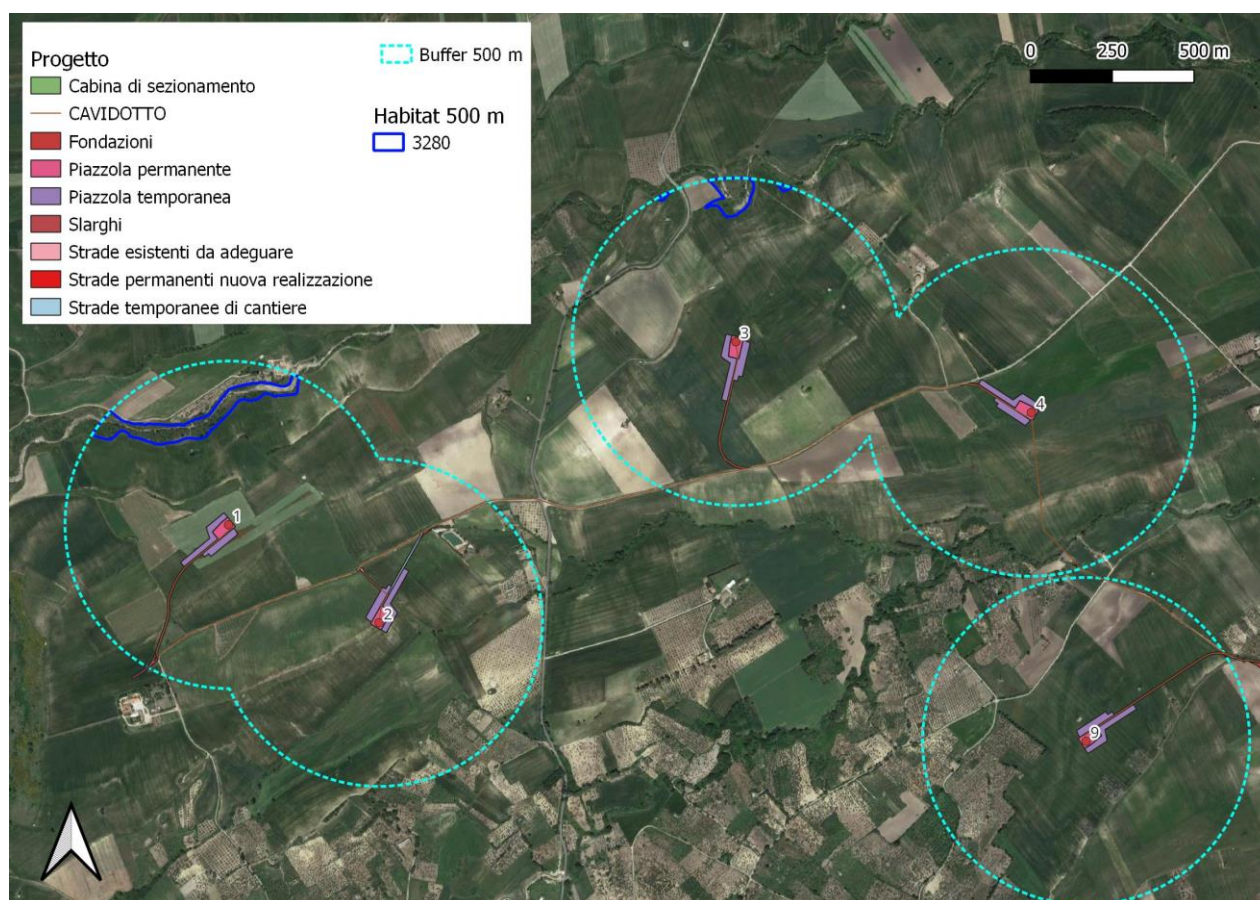 Progetto
Cabina di sezionamento
CAVIDOTTO
Fondazioni
Piazzola permanente
Piazzola temporanea
Slarghi
Strade esistenti da adeguare
Strade permanenti nuova realizzazione
Strade temporanee di cantiere
Buffer 500 m
Habitat 500 m
3280
0 250 500 m
3
4
1
2
9